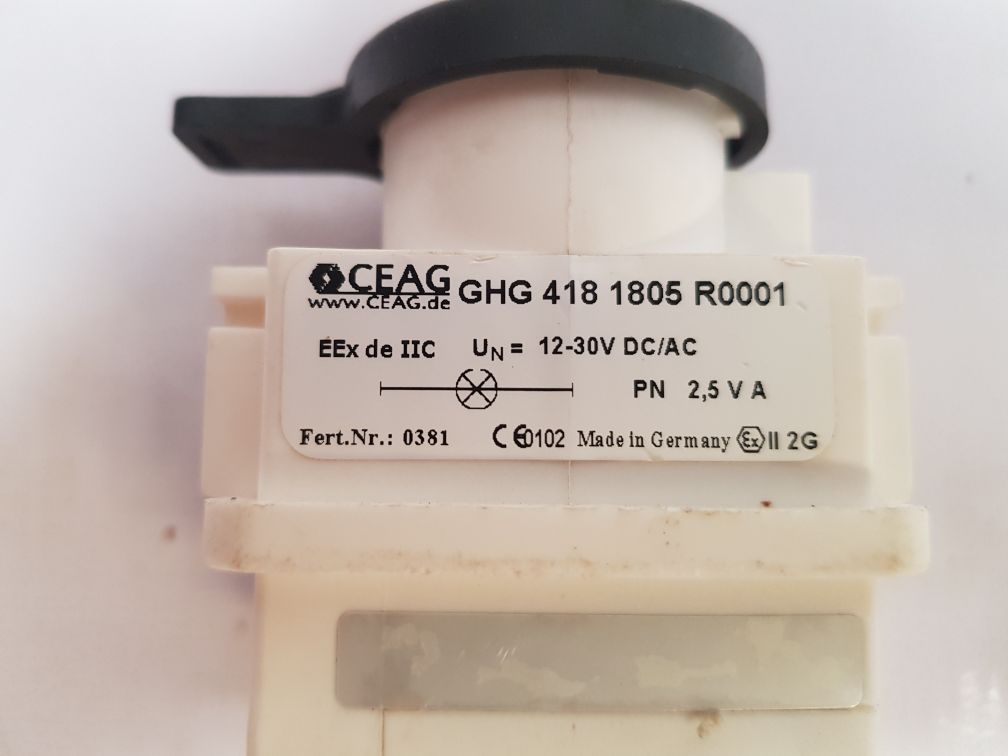 CEAG GHG 418 1805 R0001
www.CEAG.de
EEx de IIC UN = 12-30V DC/AC
PN 2,5 V A
Fert.Nr.: 0381 CE0102 Made in Germany Ex II 2G